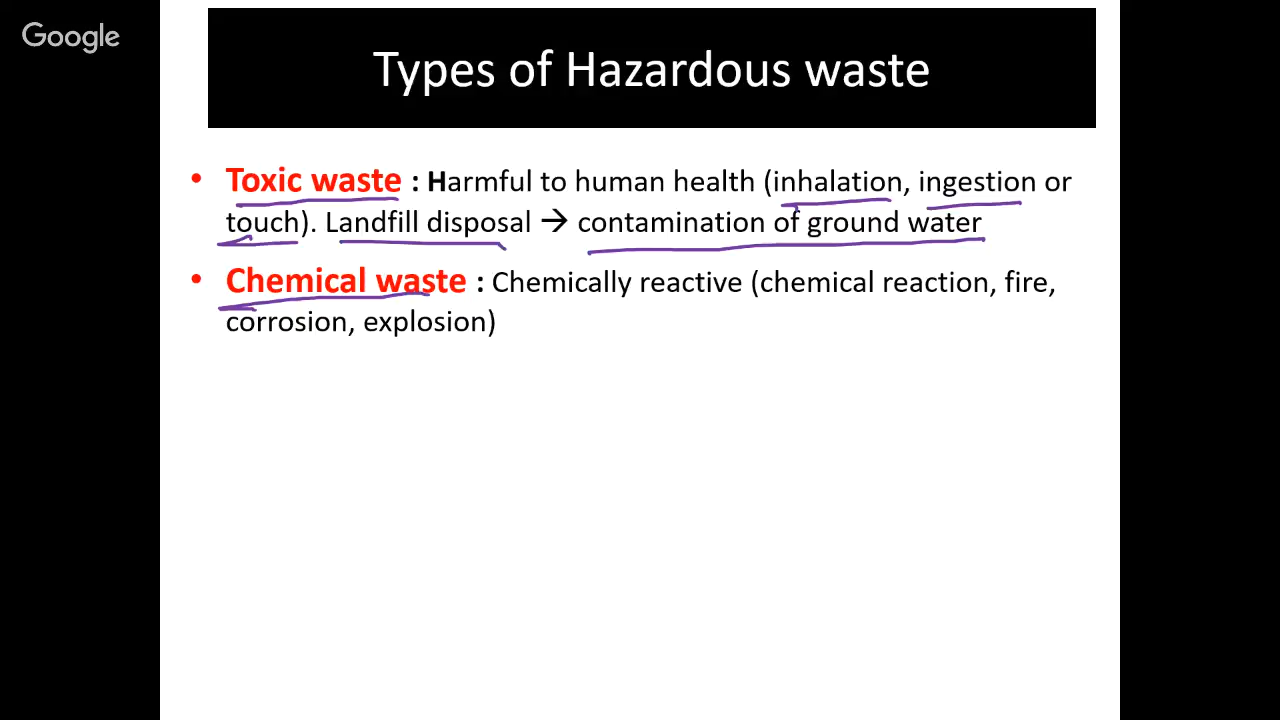 Google
Types of Hazardous waste
• Toxic waste : Harmful to human health (inhalation, ingestion or
touch). Landfill disposal → contamination of ground water
• Chemical waste : Chemically reactive (chemical reaction, fire,
corrosion, explosion)